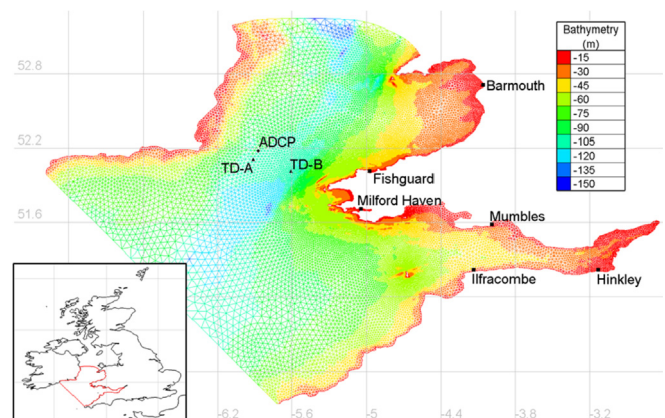 Bathymetry
(m)
-15
-30
-45
-60
-75
-90
-105
-120
-135
-150
52.8
52.2
51.6
Barmouth
ADCP
TD-A
TD-B
Fishguard
Milford Haven
Mumbles
Ilfracombe
Hinkley
-6.2
-5.6
-5
-4.4
-3.8
-3.2